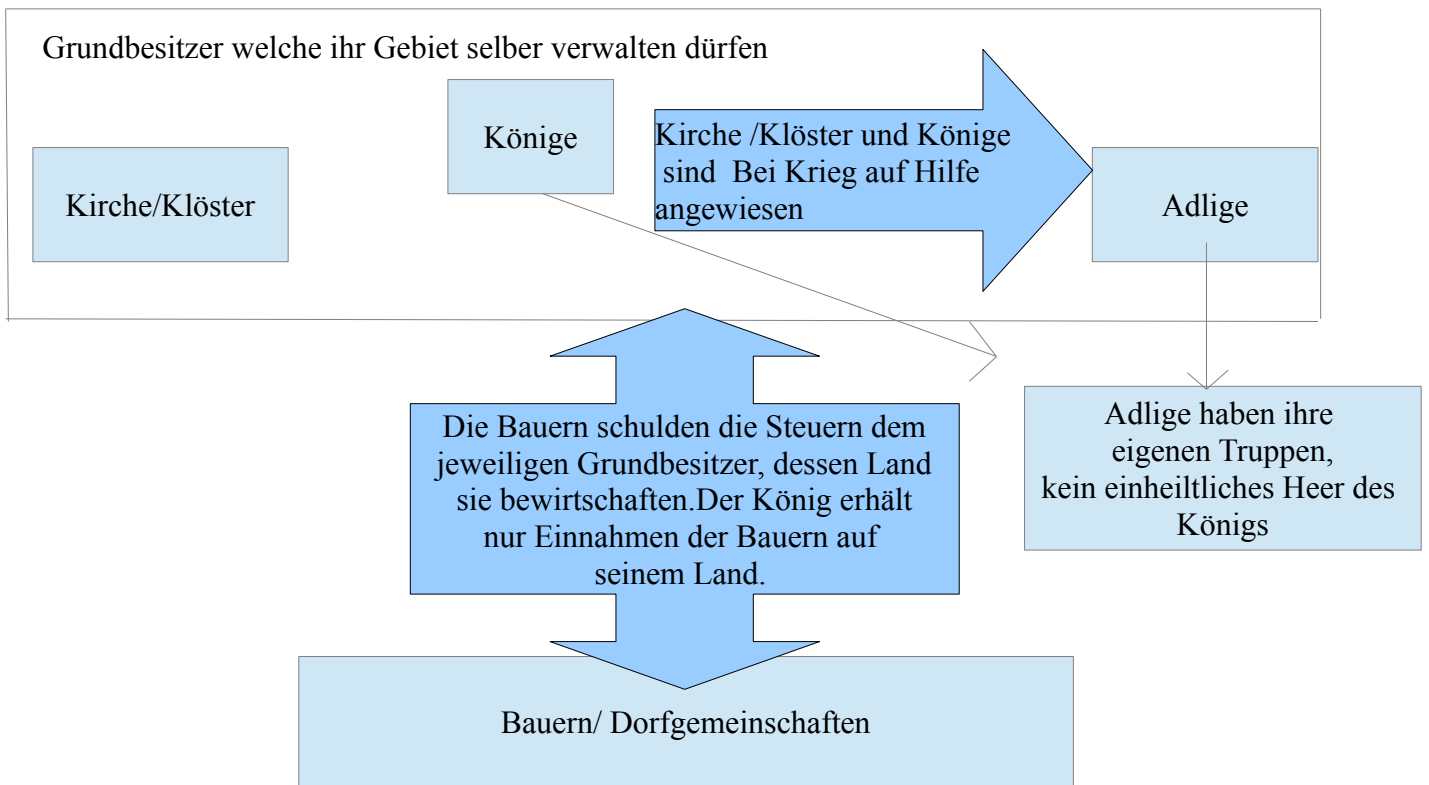 Grundbesitzer welche ihr Gebiet selber verwalten dürfen
Könige
Kirche/Klöster
Kirche /Klöster und Könige
sind  Bei Krieg auf Hilfe
angewiesen
Adlige
Die Bauern schulden die Steuern dem
jeweiligen Grundbesitzer, dessen Land
sie bewirtschaften.Der König erhält
nur Einnahmen der Bauern auf
seinem Land.
Adlige haben ihre
eigenen Truppen,
kein einheiltliches Heer des
Königs
Bauern/ Dorfgemeinschaften